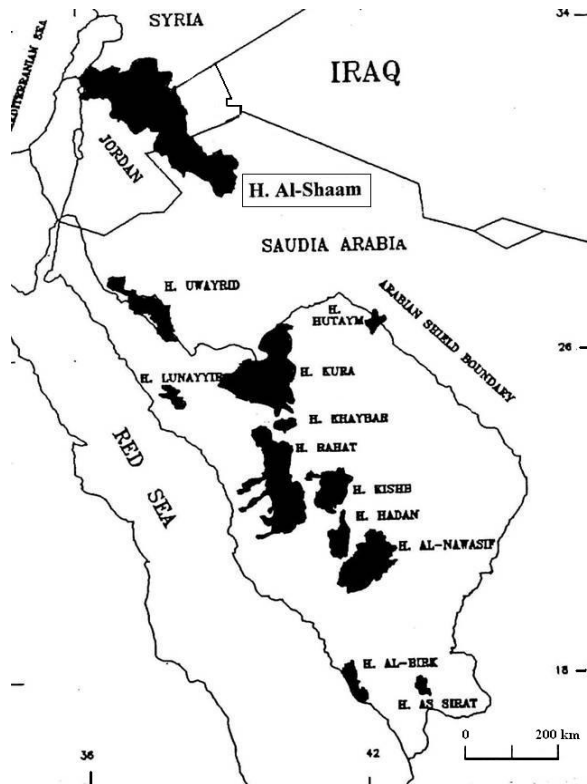 SYRIA
34
MEDITERRANIAN SEA
IRAQ
JORDAN
H. Al-Shaam
SAUDIA ARABIA
H. UWAYRID
H.
HUTAYM
ARABIAN SHIELD BOUNDARY
26
H. LUNAYYIR
H. KURA
H. KHAYBAR
H. RAHAT
RED SEA
H. KISHB
H. HADAN
H. AL-NAWASIF
H. AL-BIRK
18
H. AS SIRAT
0 200 km
36
42